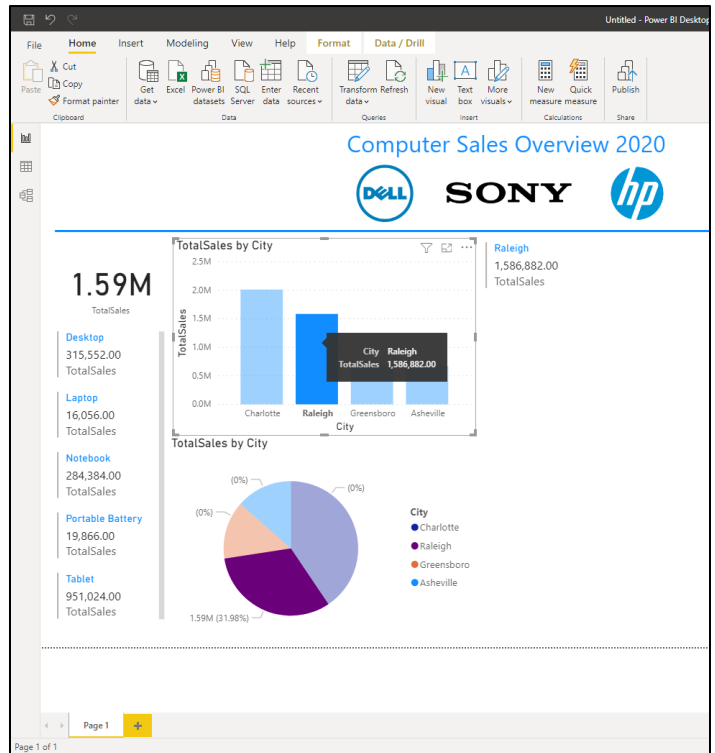 Untitled - Power BI Desktop
File Home Insert Modeling View Help Format Data / Drill
Paste
Cut
Copy
Format painter
Clipboard
Get data
Excel
Power BI datasets
SQL Server
Enter data
Recent sources
Data
Transform data
Refresh
Queries
New visual
Text box
More visuals
Insert
New measure
Quick measure
Calculations
Publish
Share
Computer Sales Overview 2020
DELL SONY hp
1.59M
TotalSales
Desktop
315,552.00
TotalSales
Laptop
16,056.00
TotalSales
Notebook
284,384.00
TotalSales
Portable Battery
19,866.00
TotalSales
Tablet
951,024.00
TotalSales
TotalSales by City
TotalSales
2.5M
2.0M
1.5M
1.0M
0.5M
0.0M
City Raleigh
TotalSales 1,586,882.00
Charlotte Raleigh Greensboro Asheville
City
Raleigh
1,586,882.00
TotalSales
TotalSales by City
(0%)
(0%)
(0%)
1.59M (31.98%)
City
Charlotte
Raleigh
Greensboro
Asheville
Page 1
+
Page 1 of 1